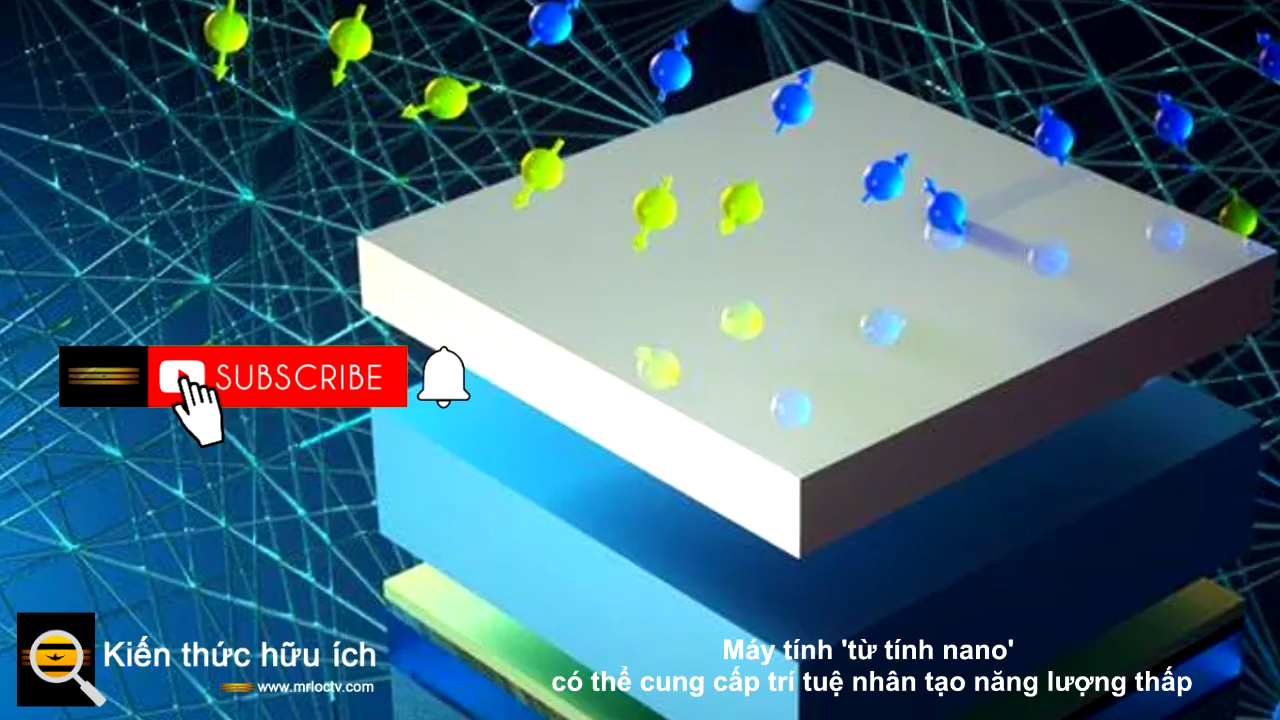 SUBSCRIBE
Kiến thức hữu ích
www.mrloctv.com
Máy tính 'từ tính nano'
có thể cung cấp trí tuệ nhân tạo năng lượng thấp